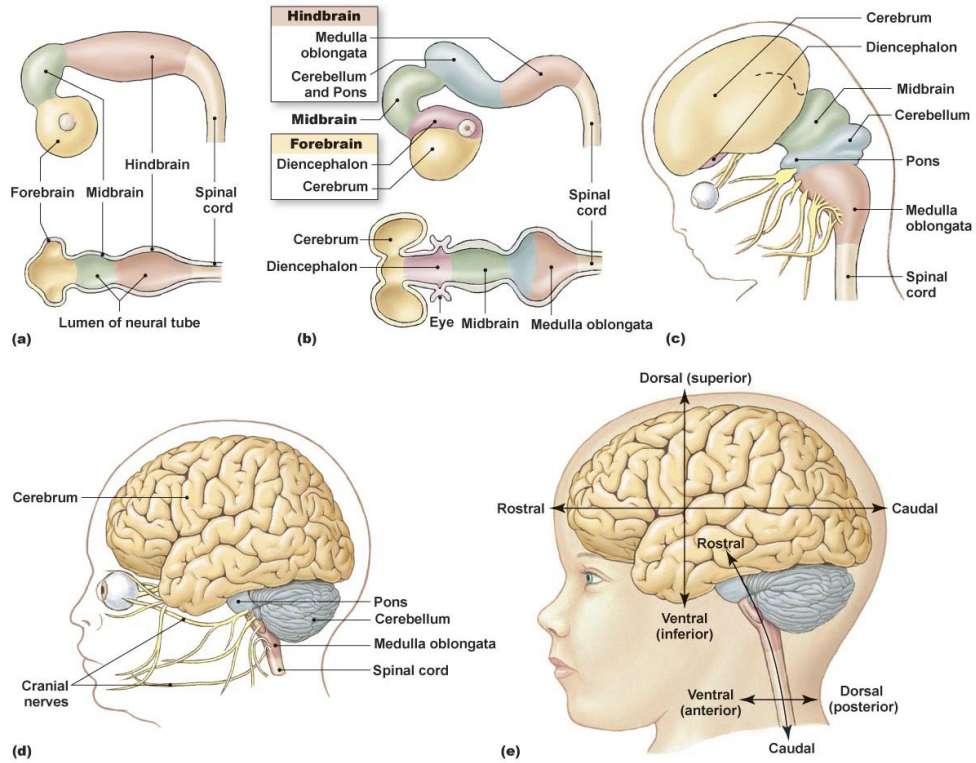 Forebrain
Midbrain
Hindbrain
Spinal
cord
Lumen of neural tube
(a)
Hindbrain
Medulla
oblongata
Cerebellum
and Pons
Midbrain
Forebrain
Diencephalon
Cerebrum
Spinal
cord
Cerebrum
Diencephalon
Eye
Midbrain
Medulla oblongata
(b)
Cerebrum
Diencephalon
Midbrain
Cerebellum
Pons
Medulla
oblongata
Spinal
cord
(c)
Cerebrum
Pons
Cerebellum
Medulla oblongata
Spinal cord
Cranial
nerves
(d)
Dorsal (superior)
Rostral
Caudal
Rostral
Ventral
(inferior)
Ventral
(anterior)
Dorsal
(posterior)
Caudal
(e)